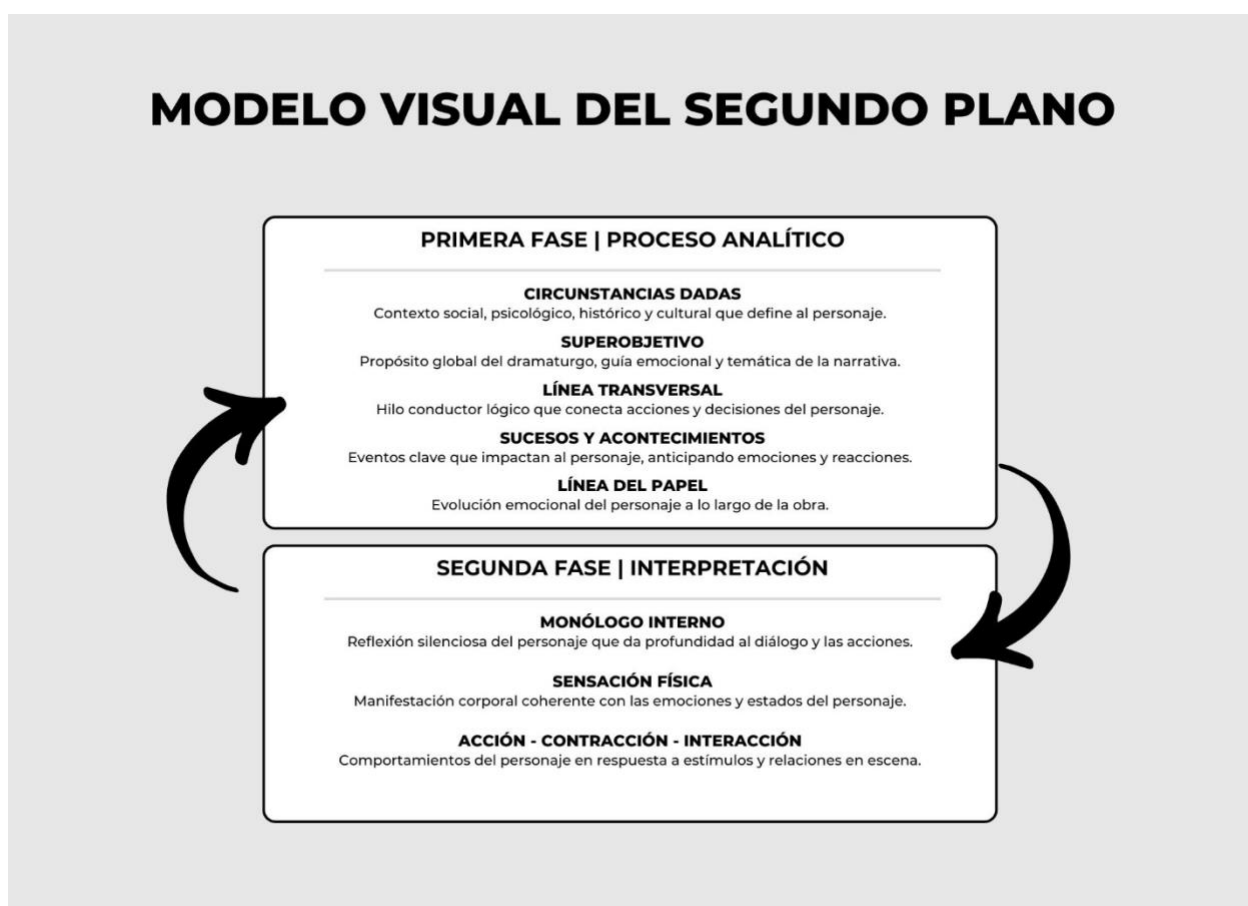 MODELO VISUAL DEL SEGUNDO PLANO
PRIMERA FASE | PROCESO ANALÍTICO
CIRCUNSTANCIAS DADAS
Contexto social, psicológico, histórico y cultural que define al personaje.
SUPEROBJETIVO
Propósito global del dramaturgo, guía emocional y temática de la narrativa.
LÍNEA TRANSVERSAL
Hilo conductor lógico que conecta acciones y decisiones del personaje.
SUCESOS Y ACONTECIMIENTOS
Eventos clave que impactan al personaje, anticipando emociones y reacciones.
LÍNEA DEL PAPEL
Evolución emocional del personaje a lo largo de la obra.
SEGUNDA FASE | INTERPRETACIÓN
MONÓLOGO INTERNO
Reflexión silenciosa del personaje que da profundidad al diálogo y las acciones.
SENSACIÓN FÍSICA
Manifestación corporal coherente con las emociones y estados del personaje.
ACCIÓN - CONTRACCIÓN - INTERACCIÓN
Comportamientos del personaje en respuesta a estímulos y relaciones en escena.